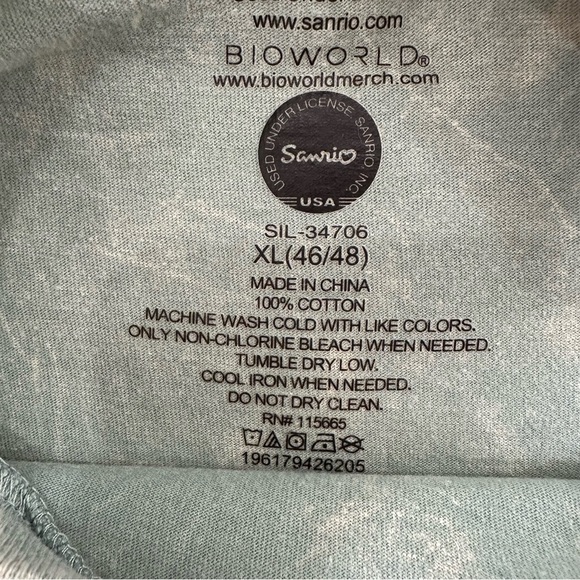 www.sanrio.com
BIOWORLD®
www.bioworldmerch.com
USED UNDER LICENSE SANRIO INC.
Sanrio
USA
SIL-34706
XL(46/48)
MADE IN CHINA
100% COTTON
MACHINE WASH COLD WITH LIKE COLORS.
ONLY NON-CHLORINE BLEACH WHEN NEEDED.
TUMBLE DRY LOW.
COOL IRON WHEN NEEDED.
DO NOT DRY CLEAN.
RN# 115665
196179426205